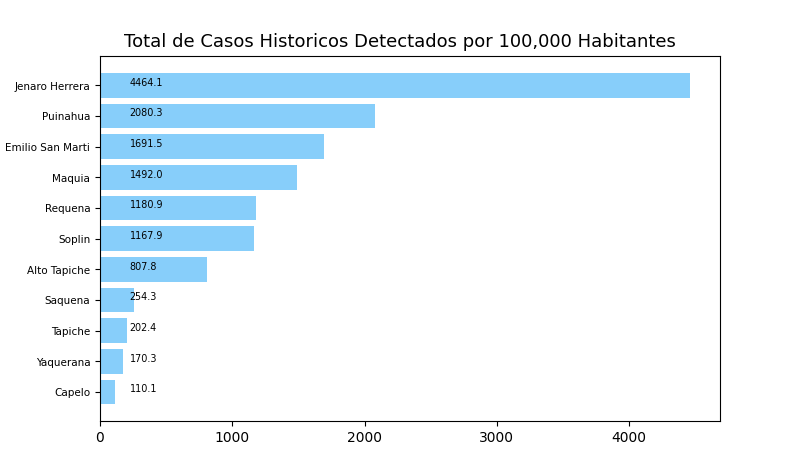 Total de Casos Historicos Detectados por 100,000 Habitantes
Jenaro Herrera 4464.1
Puinahua 2080.3
Emilio San Marti 1691.5
Maquia 1492.0
Requena 1180.9
Soplin 1167.9
Alto Tapiche 807.8
Saquena 254.3
Tapiche 202.4
Yaquerana 170.3
Capelo 110.1
0 1000 2000 3000 4000